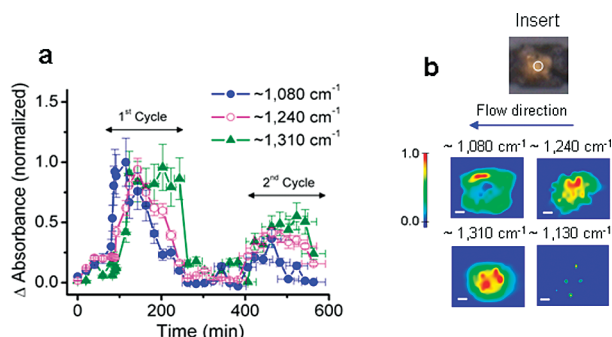 Insert
a
b
1.5
1.0
0.5
0.0
Δ Absorbance (normalized)
0
200
400
600
Time (min)
1st Cycle
2nd Cycle
~1,080 cm-1
~1,240 cm-1
~1,310 cm-1
Flow direction
1.0
0.0
~ 1,080 cm-1
~ 1,240 cm-1
~ 1,310 cm-1
~ 1,130 cm-1